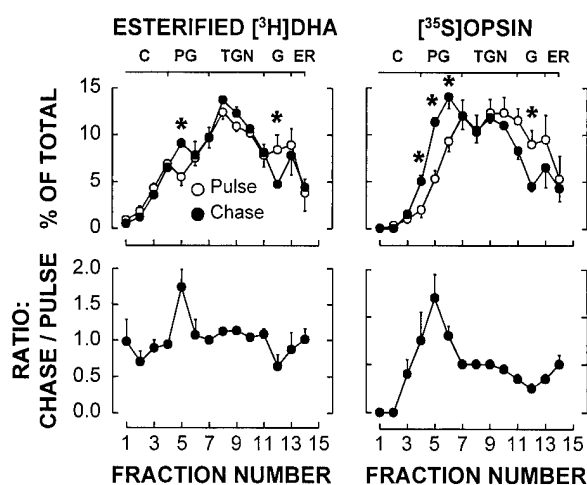 ESTERIFIED [³H]DHA
[³⁵S]OPSIN
C PG TGN G ER
C PG TGN G ER
% OF TOTAL
15
10
5
0
* *
* * * *
Pulse
Chase
RATIO:
CHASE / PULSE
2.0
1.5
1.0
0.5
0.0
1 3 5 7 9 11 13 15
1 3 5 7 9 11 13 15
FRACTION NUMBER
FRACTION NUMBER